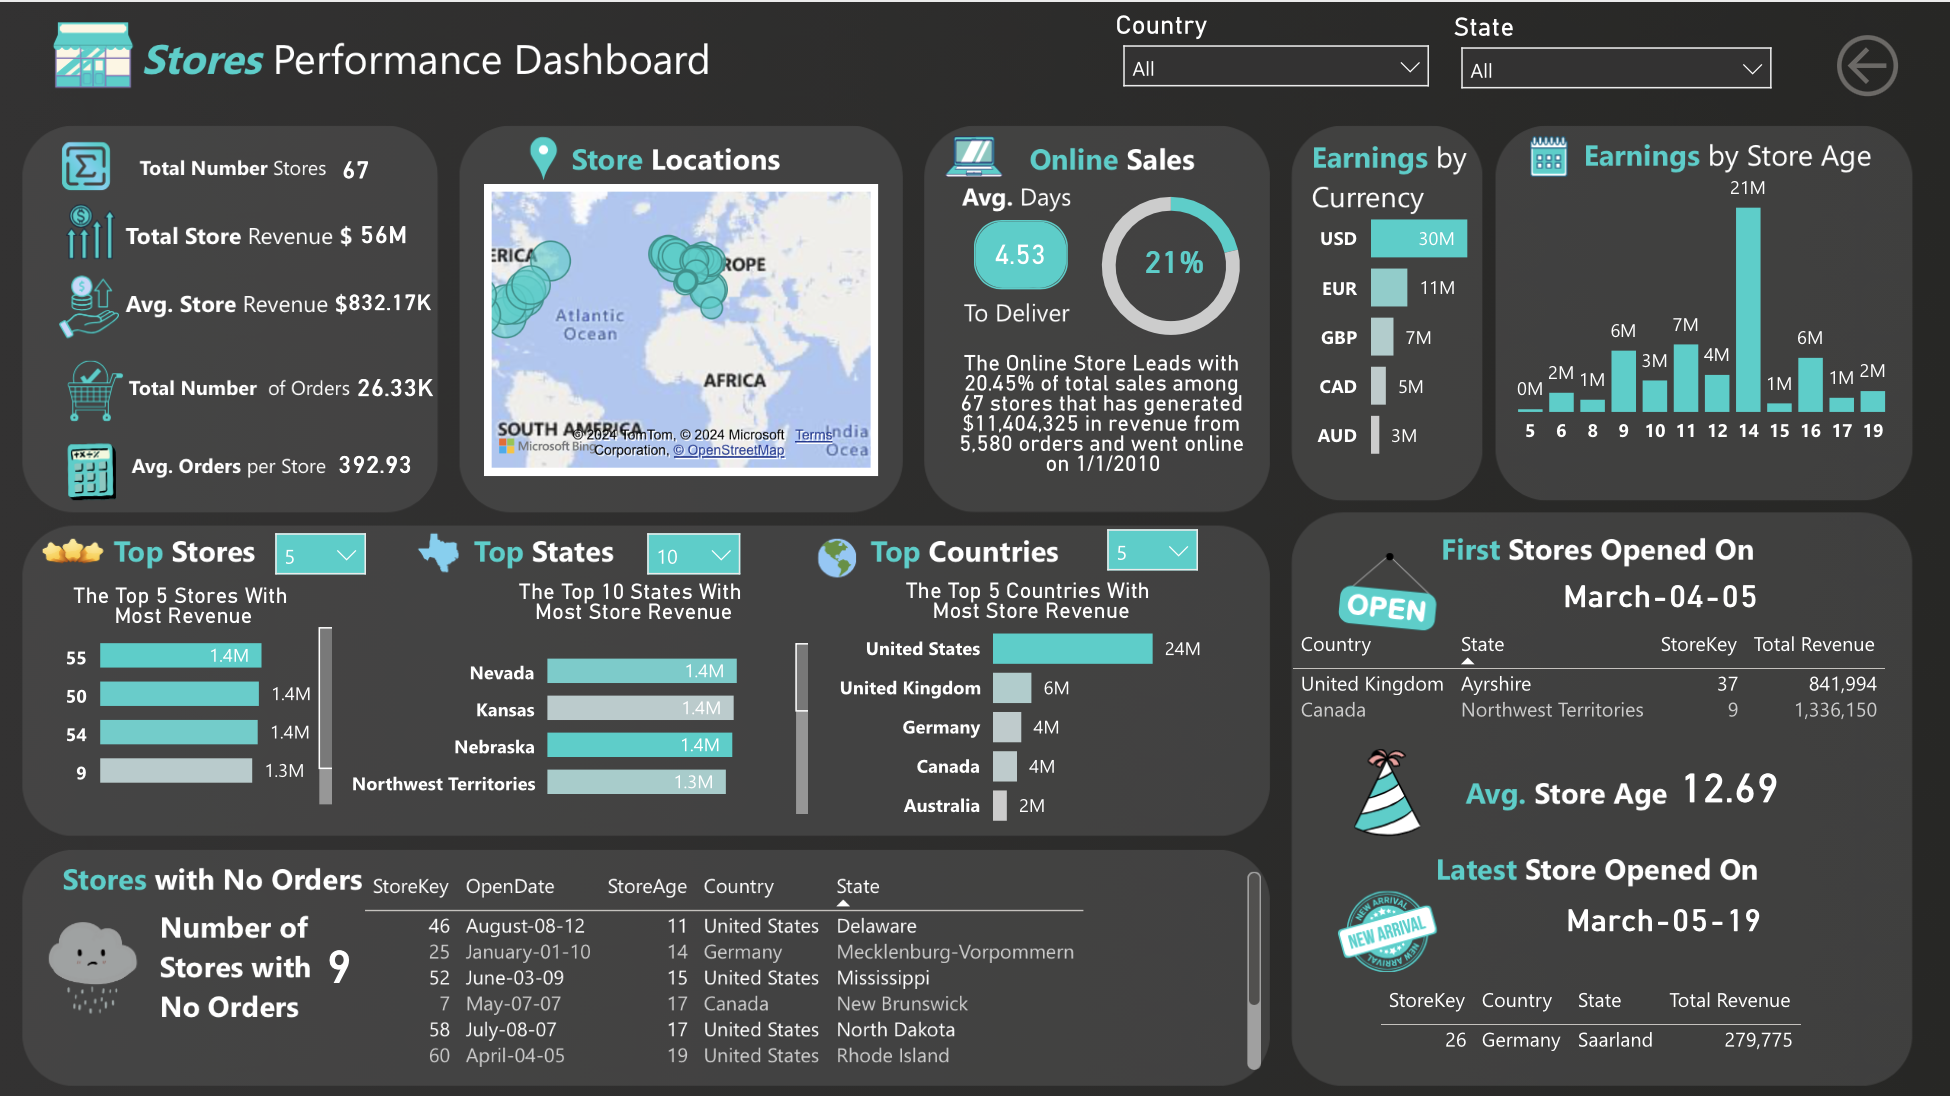 Stores Performance Dashboard
Country
All
State
All
Total Number Stores 67
Total Store Revenue $ 56M
Avg. Store Revenue $832.17K
Total Number of Orders 26.33K
Avg. Orders per Store 392.93
Store Locations
ERICA
ROPE
Atlantic
Ocean
AFRICA
SOUTH AMERICA
India
Ocea
Microsoft Bing
© 2024 TomTom, © 2024 Microsoft Terms
Corporation, © OpenStreetMap
Online Sales
Avg. Days
4.53
To Deliver
21%
The Online Store Leads with
20.45% of total sales among
67 stores that has generated
$11,404,325 in revenue from
5,580 orders and went online
on 1/1/2010
Earnings by
Currency
USD 30M
EUR 11M
GBP 7M
CAD 5M
AUD 3M
Earnings by Store Age
0M 2M 1M 6M 3M 7M 4M 21M 1M 6M 1M 2M
5 6 8 9 10 11 12 14 15 16 17 19
Top Stores
5
The Top 5 Stores With
Most Revenue
55 1.4M
50 1.4M
54 1.4M
9 1.3M
Top States
10
The Top 10 States With
Most Store Revenue
Nevada 1.4M
Kansas 1.4M
Nebraska 1.4M
Northwest Territories 1.3M
Top Countries
5
The Top 5 Countries With
Most Store Revenue
United States 24M
United Kingdom 6M
Germany 4M
Canada 4M
Australia 2M
First Stores Opened On
OPEN
March-04-05
Country State StoreKey Total Revenue
United Kingdom Ayrshire 37 841,994
Canada Northwest Territories 9 1,336,150
Avg. Store Age 12.69
Latest Store Opened On
NEW ARRIVAL
NEW ARRIVAL
NEW ARRIVAL
March-05-19
StoreKey Country State Total Revenue
26 Germany Saarland 279,775
Stores with No Orders
Number of
Stores with 9
No Orders
StoreKey OpenDate StoreAge Country State
46 August-08-12 11 United States Delaware
25 January-01-10 14 Germany Mecklenburg-Vorpommern
52 June-03-09 15 United States Mississippi
7 May-07-07 17 Canada New Brunswick
58 July-08-07 17 United States North Dakota
60 April-04-05 19 United States Rhode Island